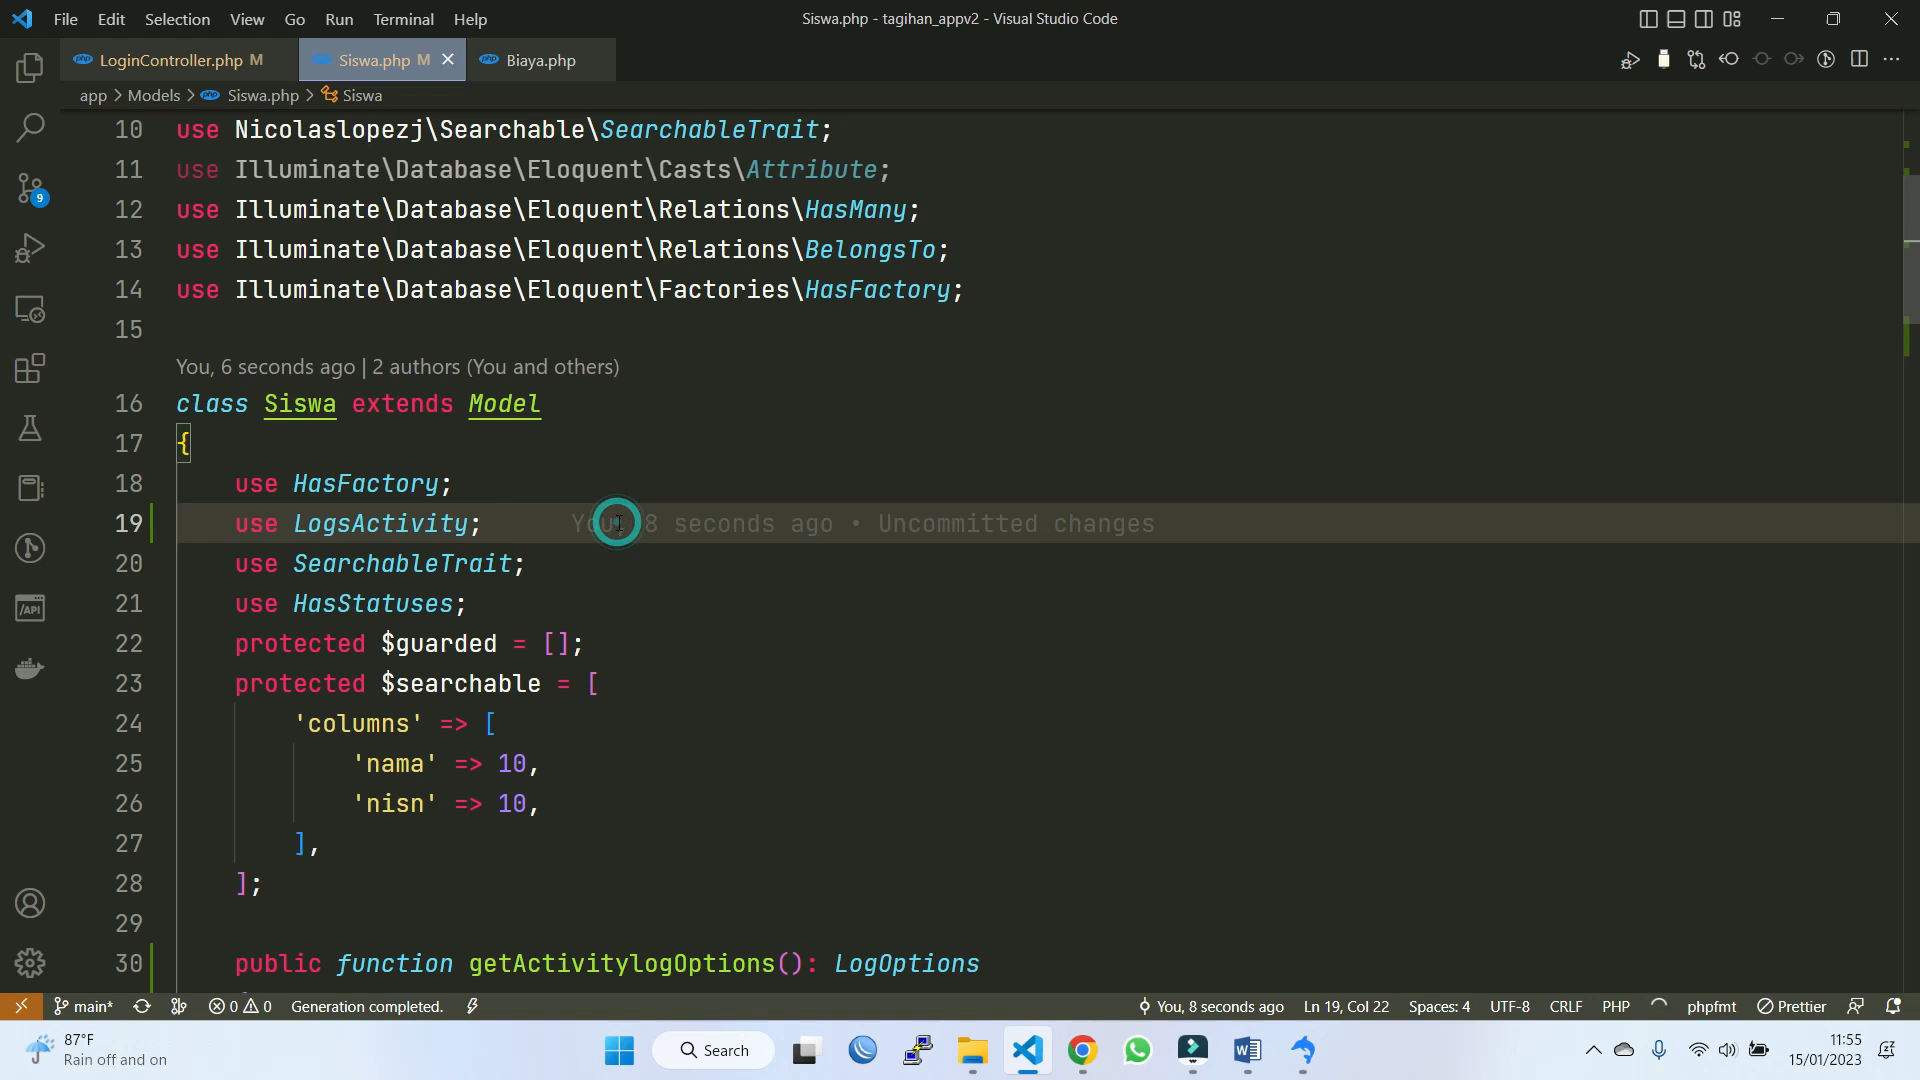 File Edit Selection View Go Run Terminal Help
Siswa.php - tagihan_appv2 - Visual Studio Code
LoginController.php M
Siswa.php M
Biaya.php
app > Models > Siswa.php > Siswa
10 use Nicolaslopezj\Searchable\SearchableTrait;
11 use Illuminate\Database\Eloquent\Casts\Attribute;
12 use Illuminate\Database\Eloquent\Relations\HasMany;
13 use Illuminate\Database\Eloquent\Relations\BelongsTo;
14 use Illuminate\Database\Eloquent\Factories\HasFactory;
15
You, 6 seconds ago | 2 authors (You and others)
16 class Siswa extends Model
17 {
18 use HasFactory;
19 use LogsActivity; You, 8 seconds ago • Uncommitted changes
20 use SearchableTrait;
21 use HasStatuses;
22 protected $guarded = [];
23 protected $searchable = [
24 'columns' => [
25 'nama' => 10,
26 'nisn' => 10,
27 ],
28 ];
29
30 public function getActivitylogOptions(): LogOptions
9
/API
main* 0 0 Generation completed. You, 8 seconds ago Ln 19, Col 22 Spaces: 4 UTF-8 CRLF PHP phpfmt Prettier
87°F
Rain off and on
Search
11:55
15/01/2023